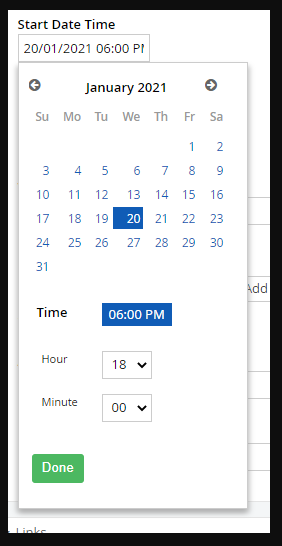 Start Date Time
20/01/2021 06:00 PM
January 2021
Su Mo Tu We Th Fr Sa
1 2
3 4 5 6 7 8 9
10 11 12 13 14 15 16
17 18 19 20 21 22 23
24 25 26 27 28 29 30
31
Time 06:00 PM
Add
Hour 18
Minute 00
Done
Links